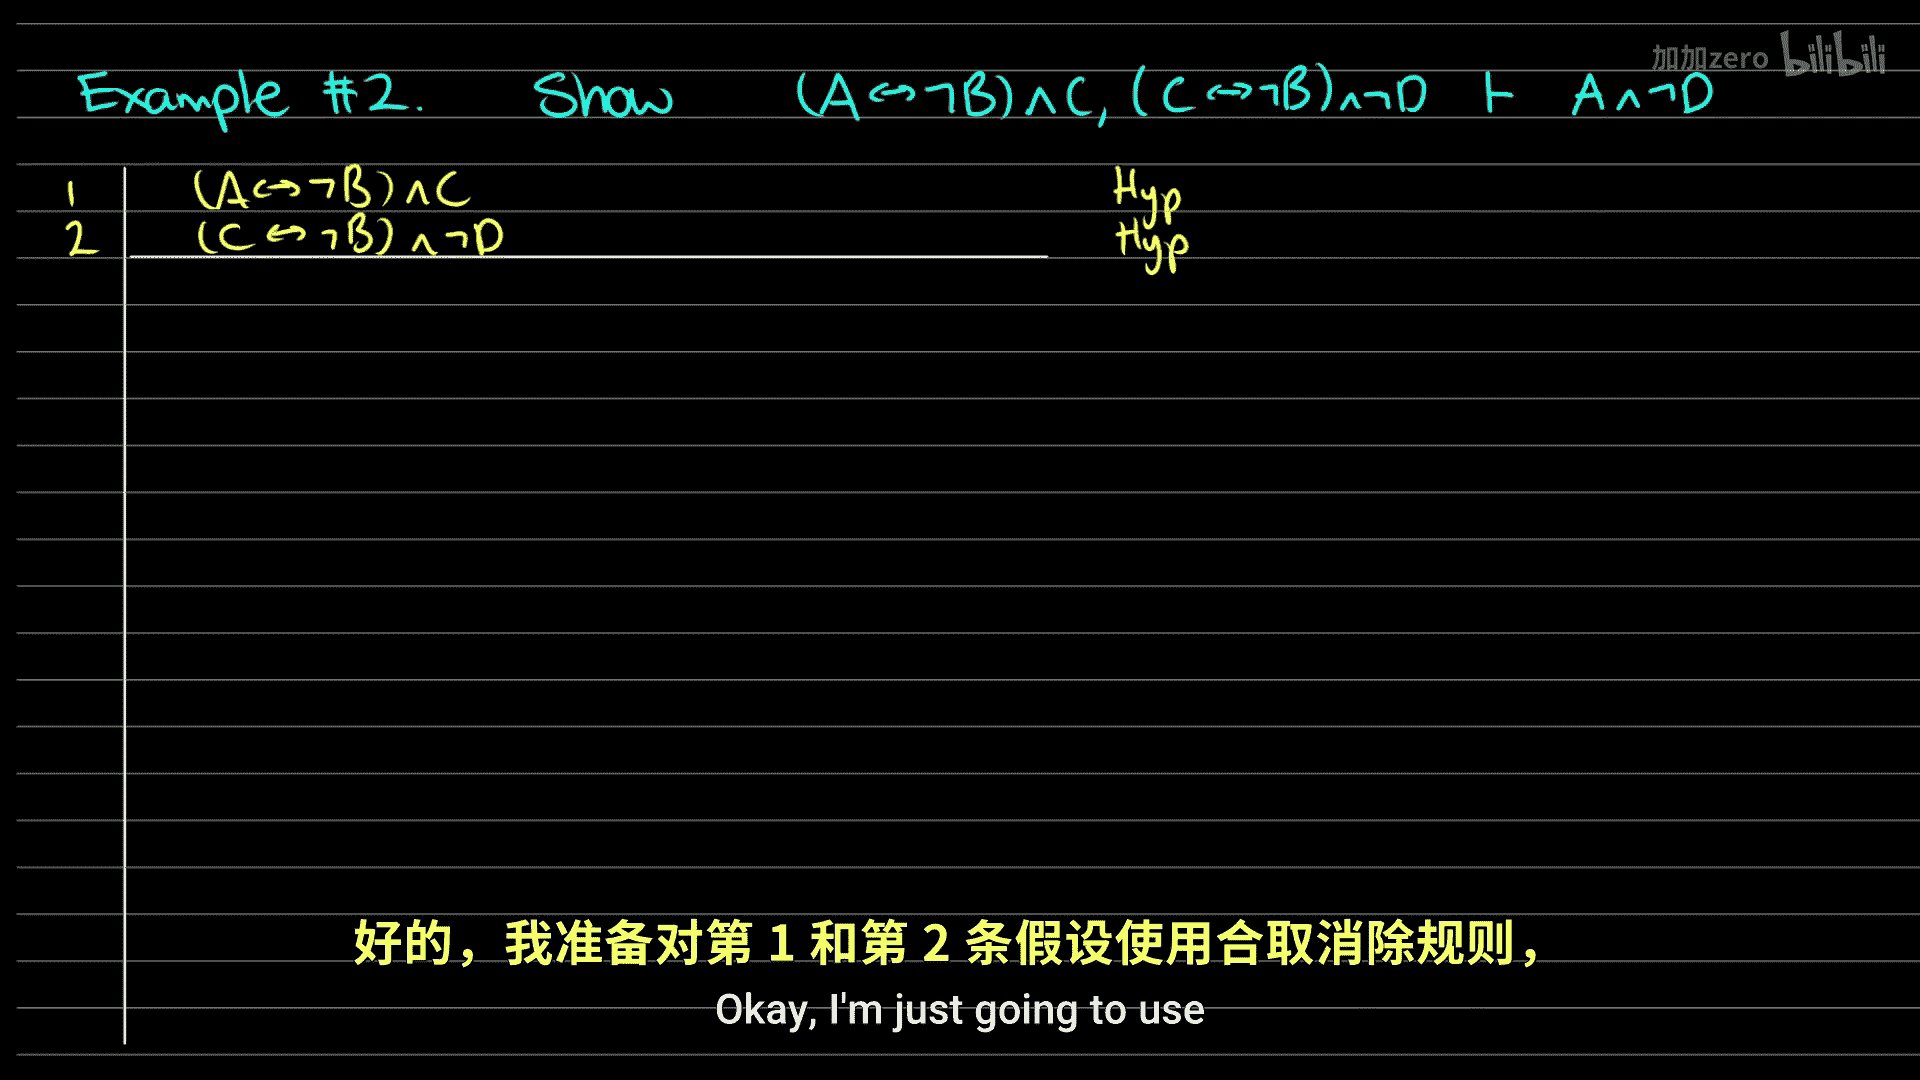 加加zero bilibili
Example #2. Show (A↔¬B)∧C, (C↔¬B)∧¬D ⊢ A∧¬D
1 (A↔¬B)∧C Hyp
2 (C↔¬B)∧¬D Hyp
好的，我准备对第 1 和第 2 条假设使用合取消除规则，
Okay, I'm just going to use